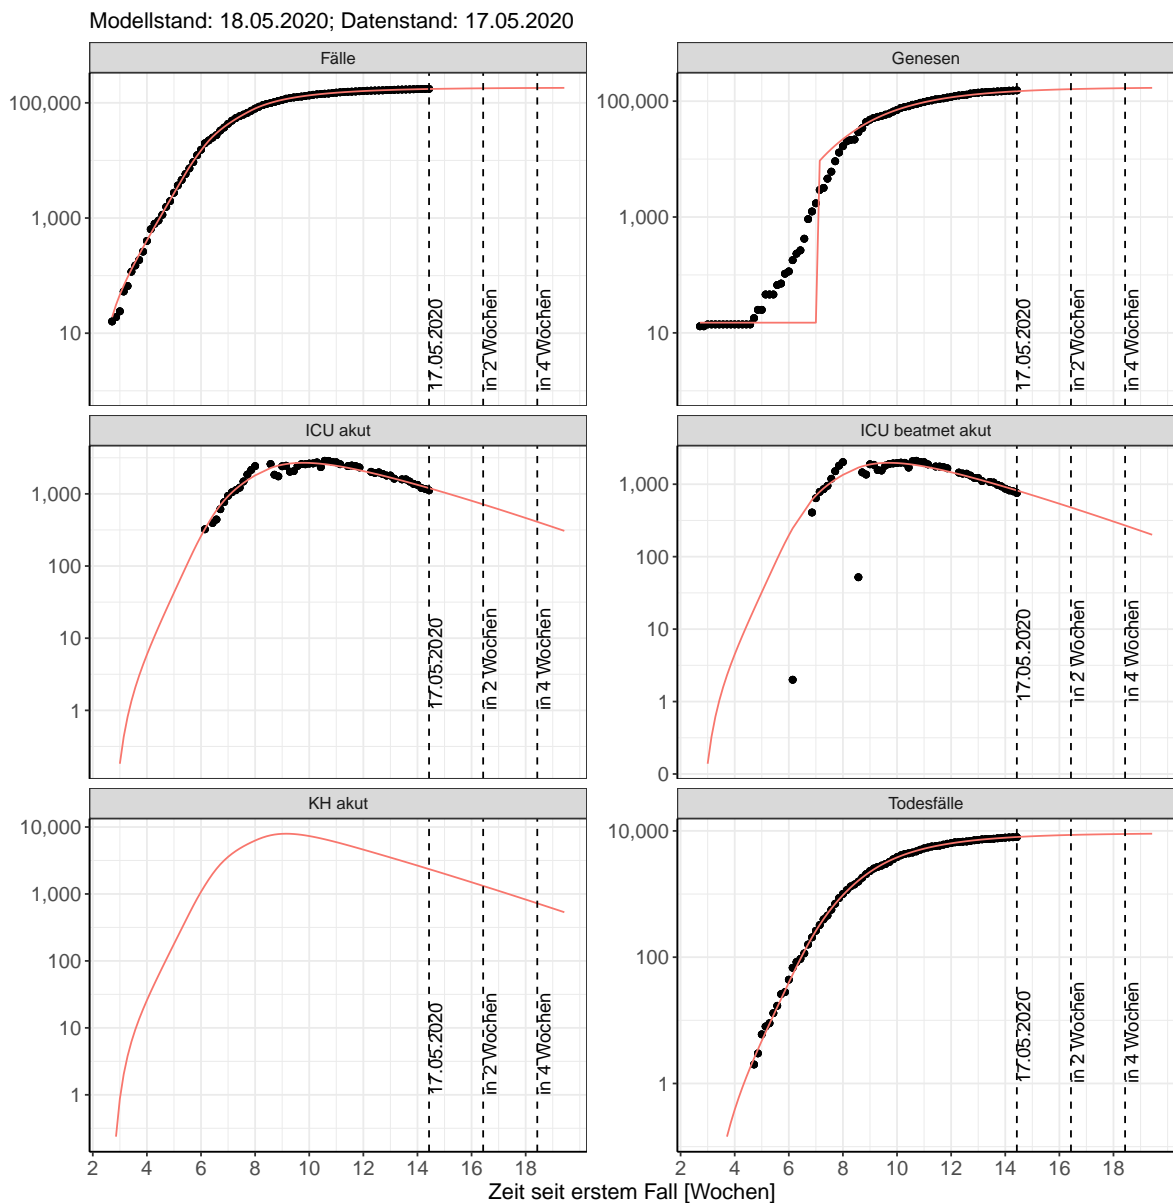 Modellstand: 18.05.2020; Datenstand: 17.05.2020
Fälle
100,000
1,000
10
17.05.2020
in 2 Wochen
in 4 Wochen
Genesen
100,000
1,000
10
17.05.2020
in 2 Wochen
in 4 Wochen
ICU akut
1,000
100
10
1
17.05.2020
in 2 Wochen
in 4 Wochen
ICU beatmet akut
1,000
100
10
1
0
17.05.2020
in 2 Wochen
in 4 Wochen
KH akut
10,000
1,000
100
10
1
17.05.2020
in 2 Wochen
in 4 Wochen
2 4 6 8 10 12 14 16 18
Todesfälle
10,000
100
1
17.05.2020
in 2 Wochen
in 4 Wochen
2 4 6 8 10 12 14 16 18
Zeit seit erstem Fall [Wochen]